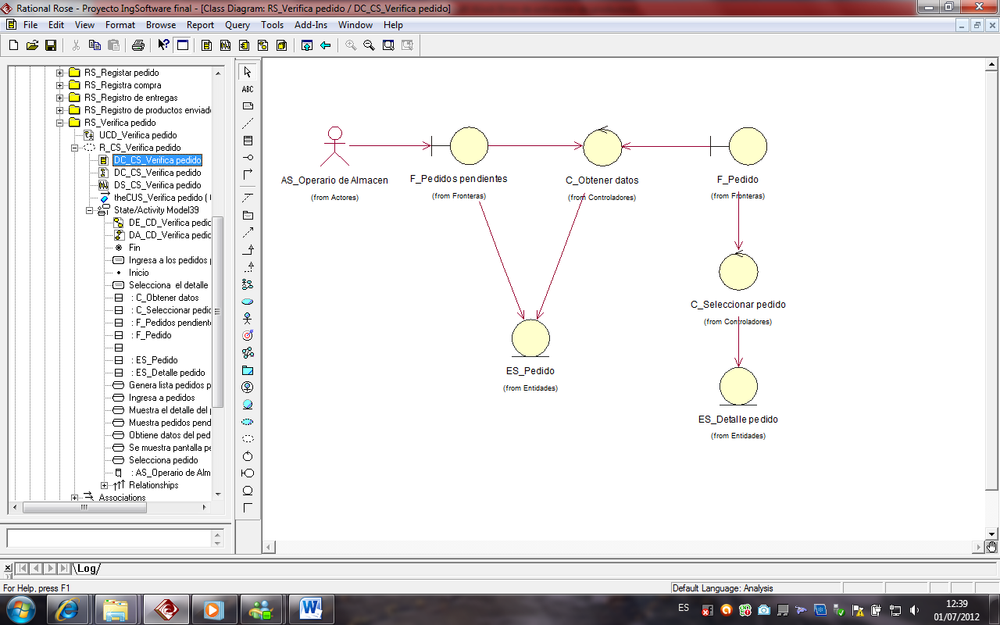 Rational Rose - Proyecto IngSoftware final - [Class Diagram: RS_Verifica pedido / DC_CS_Verifica pedido]
File Edit View Format Browse Report Query Tools Add-Ins Window Help
RS_Registar pedido
RS_Registra compra
RS_Registro de entregas
RS_Registro de productos enviad
RS_Verifica pedido
UCD_Verifica pedido
R_CS_Verifica pedido
DC_CS_Verifica pedido
DC_CS_Verifica pedido
DS_CS_Verifica pedido
theCUS_Verifica pedido (
State/Activity Model39
DE_CD_Verifica pedid
DA_CD_Verifica pedid
Fin
Ingresa a los pedidos p
Inicio
Selecciona el detalle
: C_Obtener datos
: C_Seleccionar pedid
: F_Pedidos pendient
: F_Pedido
: ES_Pedido
: ES_Detalle pedido
Genera lista pedidos p
Ingresa a pedidos
Muestra el detalle del p
Muestra pedidos pend
Obtiene datos del ped
Se muestra pantalla pe
Selecciona pedido
: AS_Operario de Alm
Relationships
Associations
ABC
AS_Operario de Almacen
(from Actores)
F_Pedidos pendientes
(from Fronteras)
C_Obtener datos
(from Controladores)
F_Pedido
(from Fronteras)
C_Seleccionar pedido
(from Controladores)
ES_Pedido
(from Entidades)
ES_Detalle pedido
(from Entidades)
Log
For Help, press F1
Default Language: Analysis
ES
12:39
01/07/2012